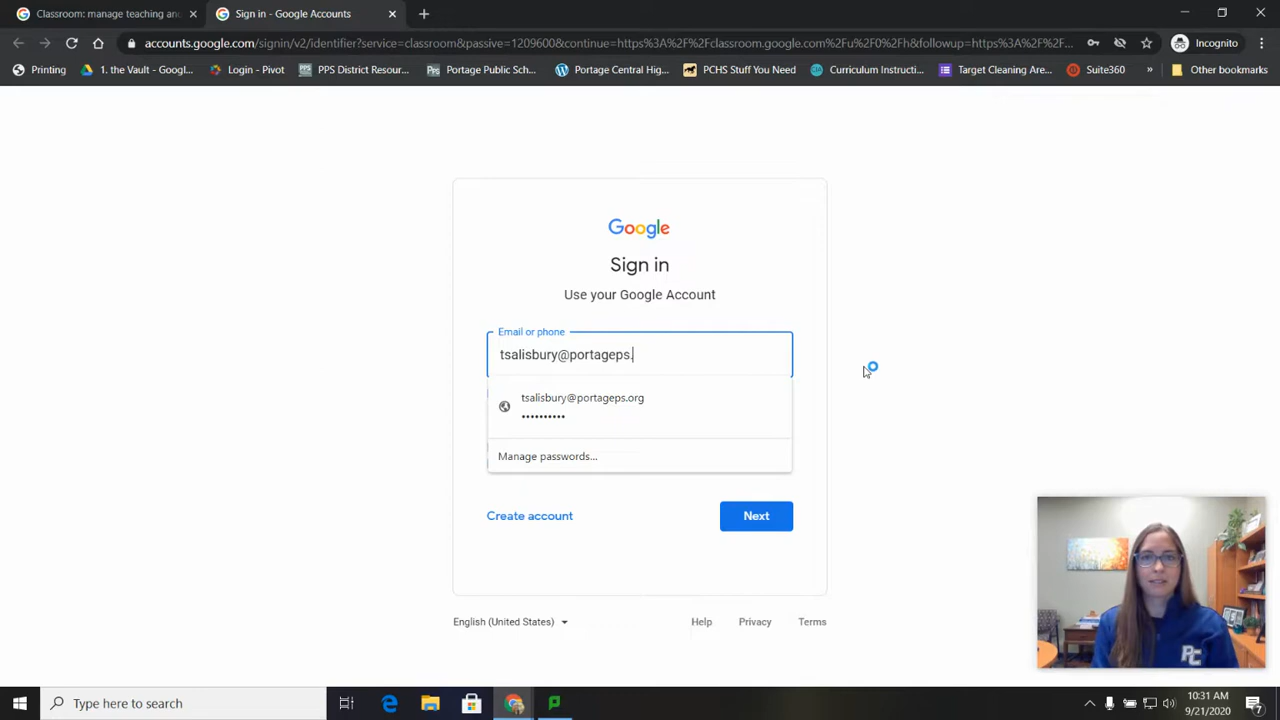 Classroom: manage teaching an
Sign in - Google Accounts
accounts.google.com/signin/v2/identifier?service=classroom&passive=1209600&continue=https%3A%2F%2Fclassroom.google.com%2Fu%2F0%2Fh&followup=https%3A%2F%2F...
Incognito
Printing
1. the Vault - Googl...
Login - Pivot
PPS District Resour...
Portage Public Sch...
Portage Central Hig...
PCHS Stuff You Need
Curriculum Instructi...
Target Cleaning Are...
Suite360
»
Other bookmarks
Google
Sign in
Use your Google Account
Email or phone
tsalisbury@portageps.
tsalisbury@portageps.org
••••••••••
Manage passwords...
Create account
Next
English (United States)
Help
Privacy
Terms
PC
Type here to search
10:31 AM
9/21/2020
7